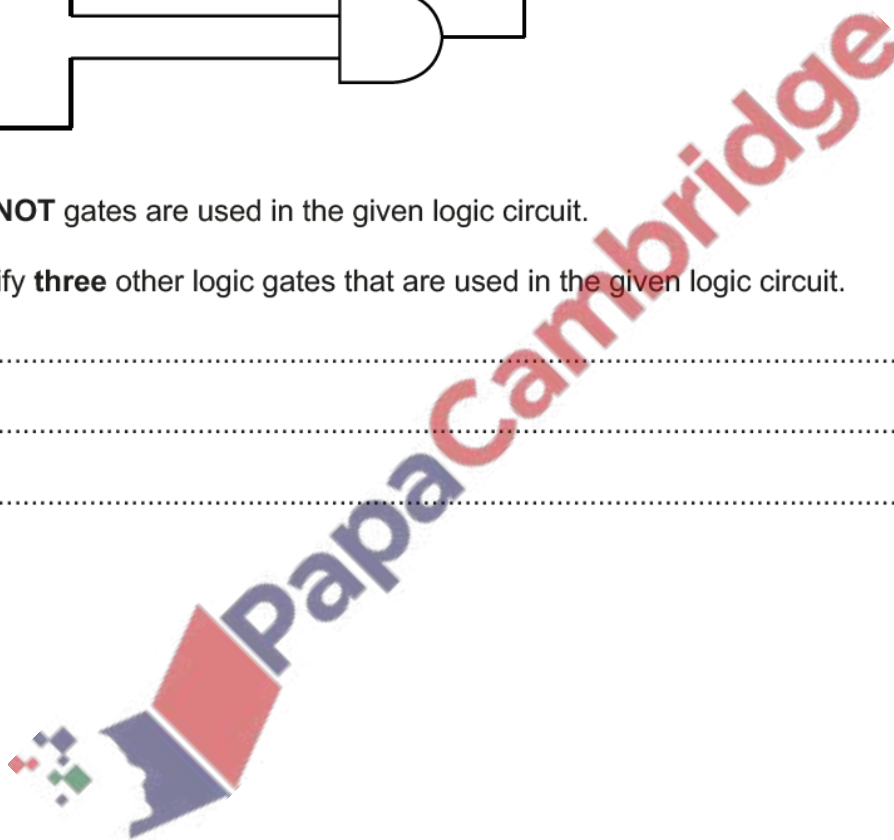 NOT gates are used in the given logic circuit.
ify three other logic gates that are used in the given logic circuit.
................................................................................
................................................................................
................................................................................
PapaCambridge